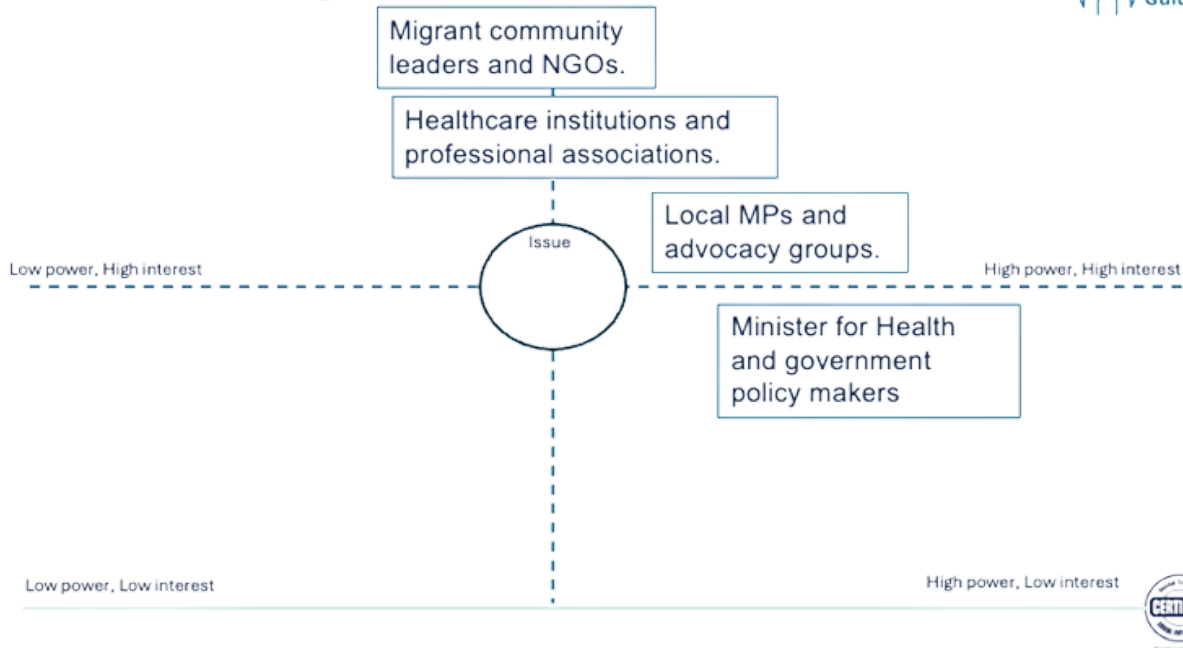 Migrant community
leaders and NGOs.
Healthcare institutions and
professional associations.
Local MPs and
advocacy groups.
Issue
Low power, High interest
High power, High interest
Minister for Health
and government
policy makers
Low power, Low interest
High power, Low interest